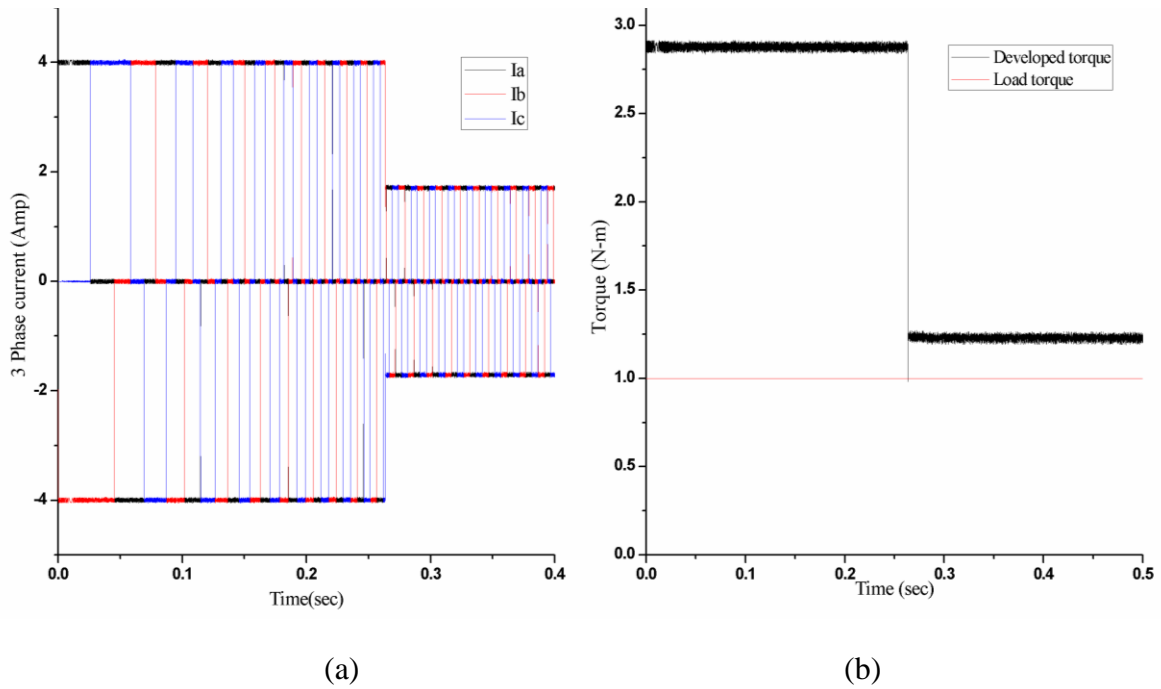 4
2
0
-2
-4
3 Phase current (Amp)
0.0 0.1 0.2 0.3 0.4
Time(sec)
Ia
Ib
Ic
(a)
3.0
2.5
2.0
1.5
1.0
0.5
0.0
Torque (N-m)
0.0 0.1 0.2 0.3 0.4 0.5
Time (sec)
Developed torque
Load torque
(b)